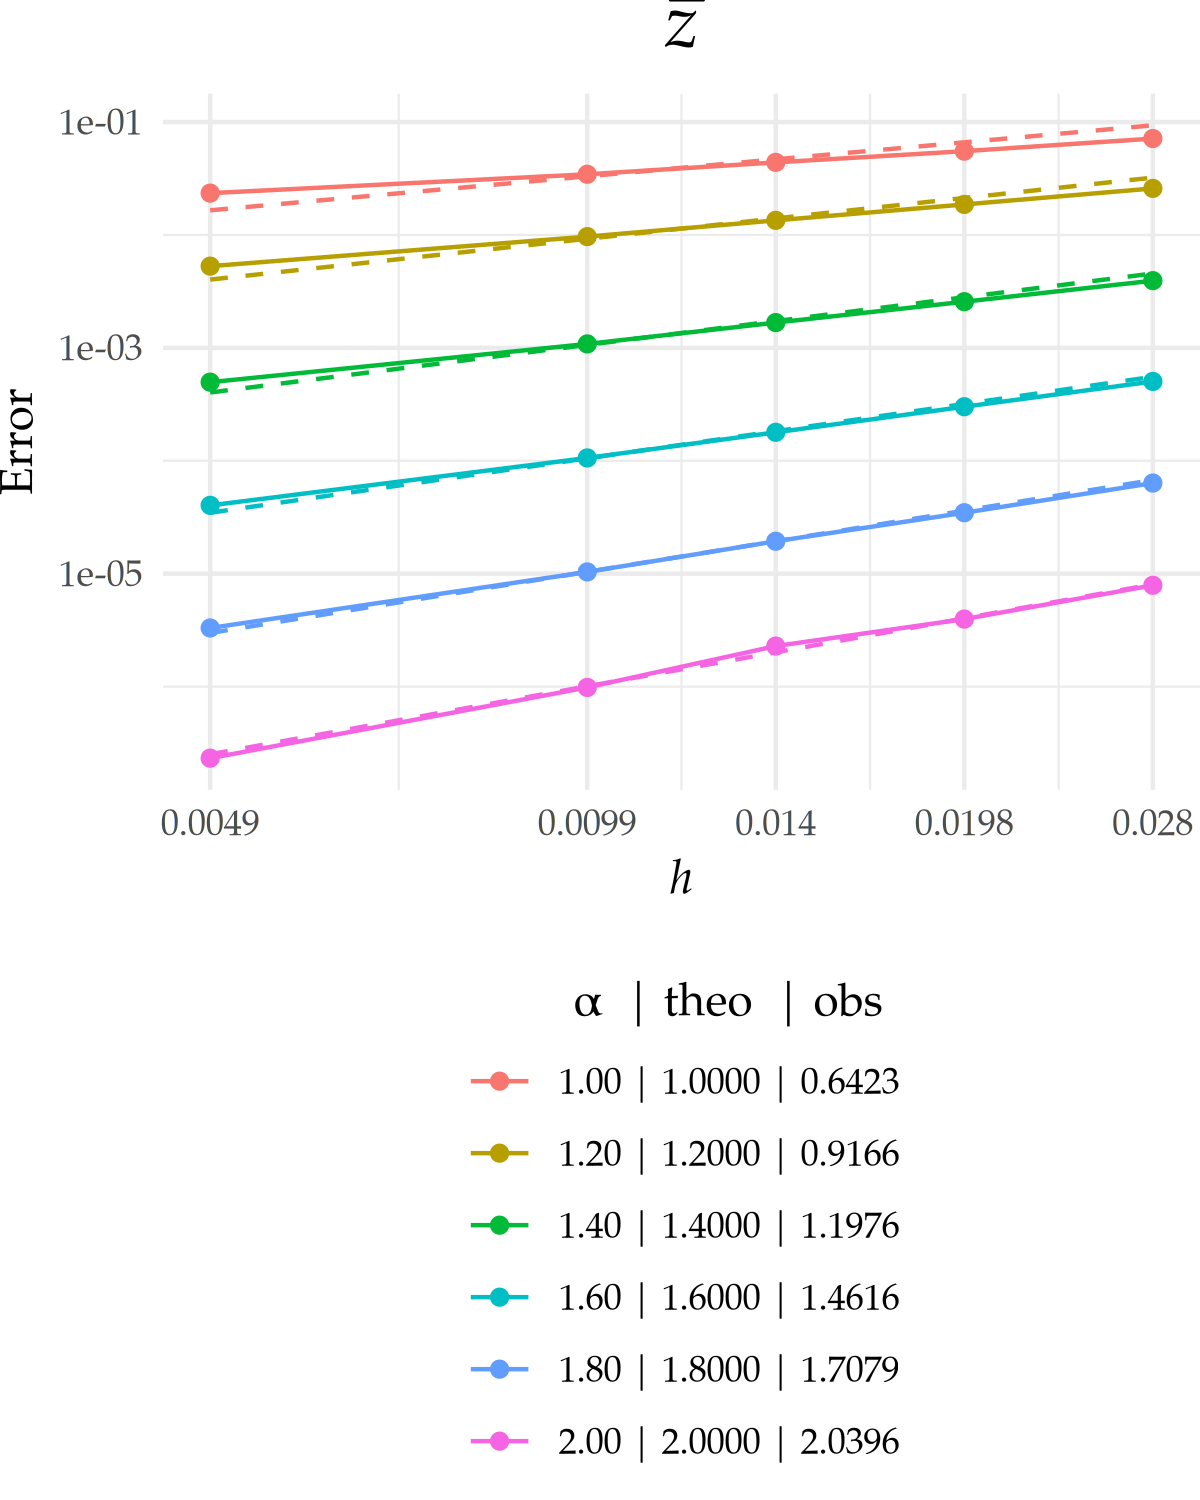 z̅
1e-01
1e-03
1e-05
Error
0.0049 0.0099 0.014 0.0198 0.028
h
α | theo | obs
1.00 | 1.0000 | 0.6423
1.20 | 1.2000 | 0.9166
1.40 | 1.4000 | 1.1976
1.60 | 1.6000 | 1.4616
1.80 | 1.8000 | 1.7079
2.00 | 2.0000 | 2.0396